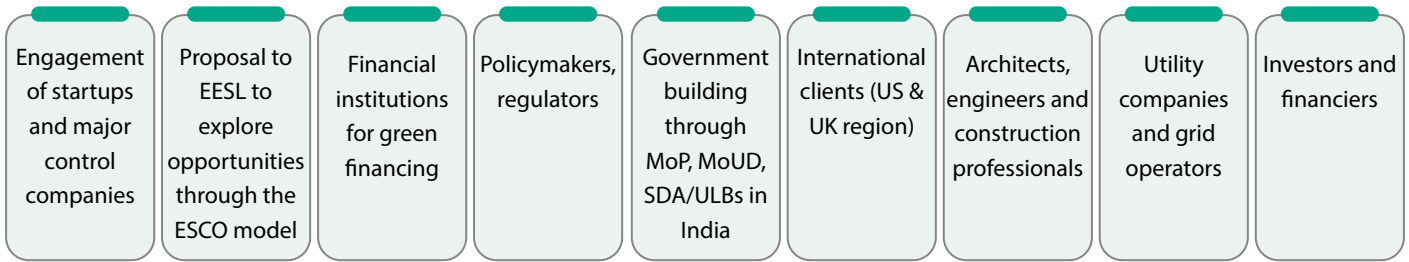 Engagement
of startups
and major
control
companies
Proposal to
EESL to
explore
opportunities
through the
ESCO model
Financial
institutions
for green
financing
Policymakers,
regulators
Government
building
through
MoP, MoUD,
SDA/ULBs in
India
International
clients (US &
UK region)
Architects,
engineers and
construction
professionals
Utility
companies
and grid
operators
Investors and
financiers